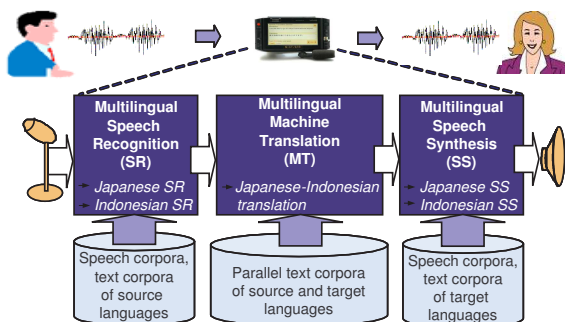 Multilingual
Speech
Recognition
(SR)
Japanese SR
Indonesian SR
Multilingual
Machine
Translation
(MT)
Japanese-Indonesian
translation
Multilingual
Speech
Synthesis
(SS)
Japanese SS
Indonesian SS
Speech corpora,
text corpora
of source
languages
Parallel text corpora
of source and target
languages
Speech corpora,
text corpora
of target
languages